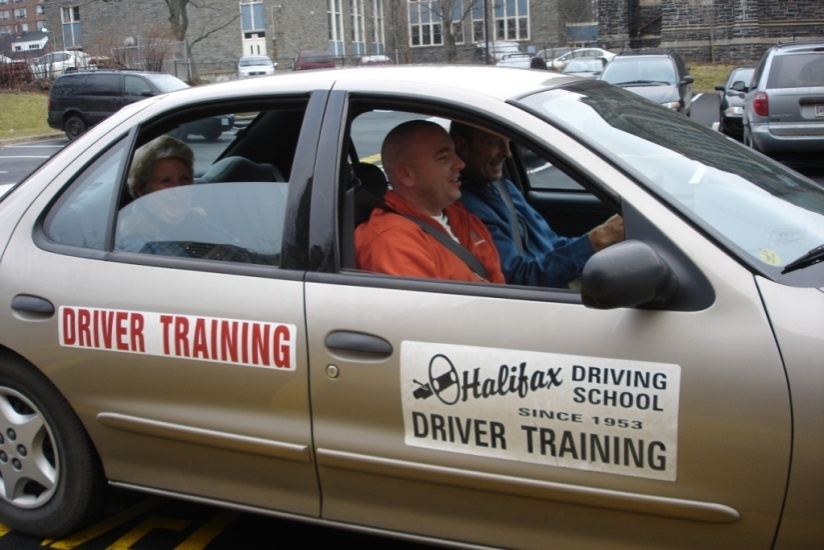 DRIVER TRAINING
Halifax DRIVING SCHOOL
SINCE 1953
DRIVER TRAINING